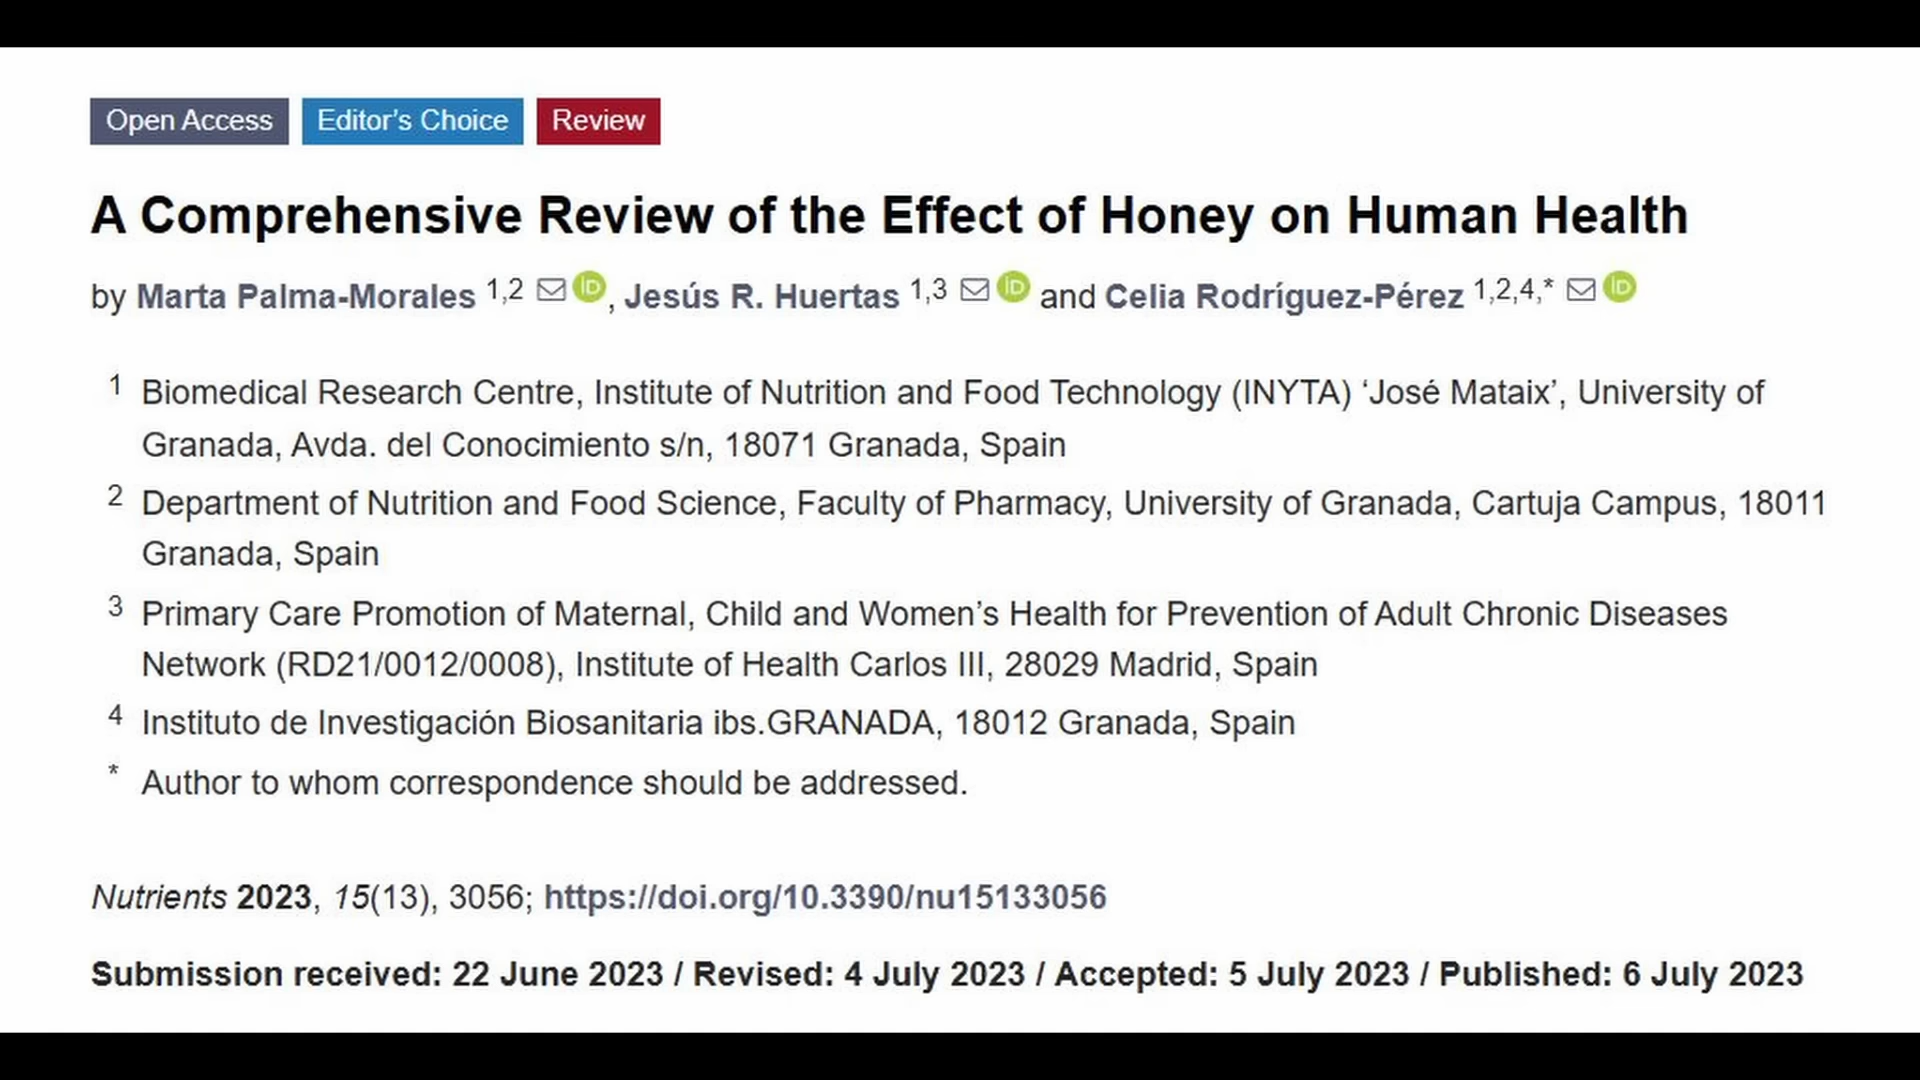 Open Access Editor's Choice Review
A Comprehensive Review of the Effect of Honey on Human Health
by Marta Palma-Morales 1,2 iD, Jesús R. Huertas 1,3 iD and Celia Rodríguez-Pérez 1,2,4,* iD
1 Biomedical Research Centre, Institute of Nutrition and Food Technology (INYTA) ‘José Mataix’, University of
Granada, Avda. del Conocimiento s/n, 18071 Granada, Spain
2 Department of Nutrition and Food Science, Faculty of Pharmacy, University of Granada, Cartuja Campus, 18011
Granada, Spain
3 Primary Care Promotion of Maternal, Child and Women’s Health for Prevention of Adult Chronic Diseases
Network (RD21/0012/0008), Institute of Health Carlos III, 28029 Madrid, Spain
4 Instituto de Investigación Biosanitaria ibs.GRANADA, 18012 Granada, Spain
* Author to whom correspondence should be addressed.
Nutrients 2023, 15(13), 3056; https://doi.org/10.3390/nu15133056
Submission received: 22 June 2023 / Revised: 4 July 2023 / Accepted: 5 July 2023 / Published: 6 July 2023